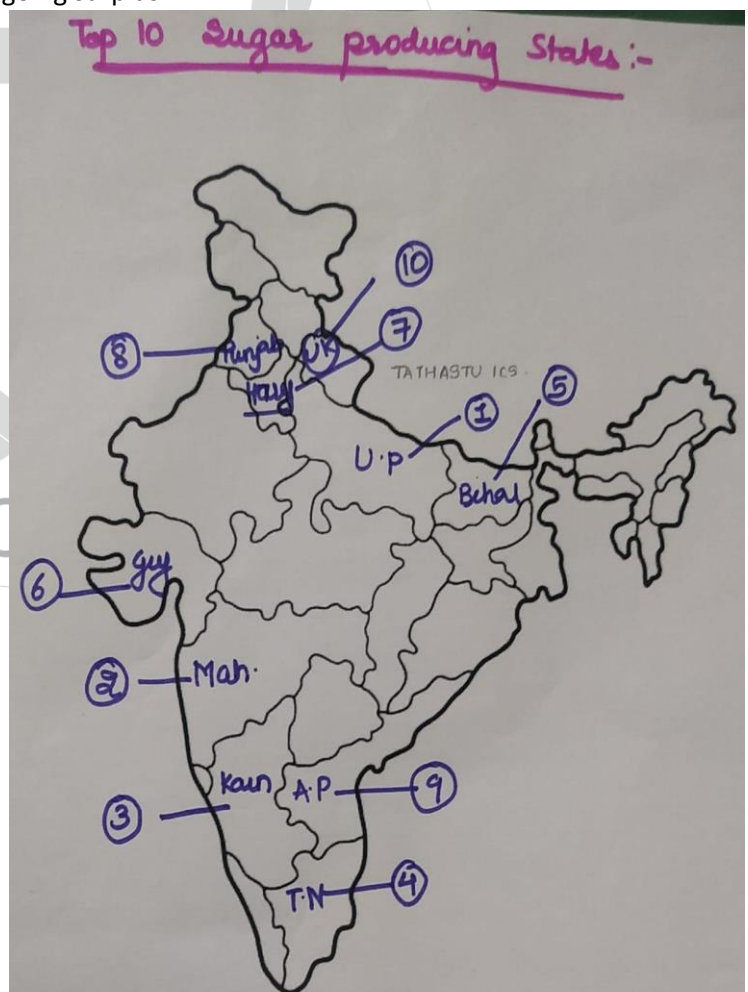 Top 10 Sugar producing States:-
10
7
8
Punjab
UK
Hary
TATHASTU ICS
5
1
U.P
Bihar
Guj
6
2
Mah.
Karn
A.P
9
3
T.N
4